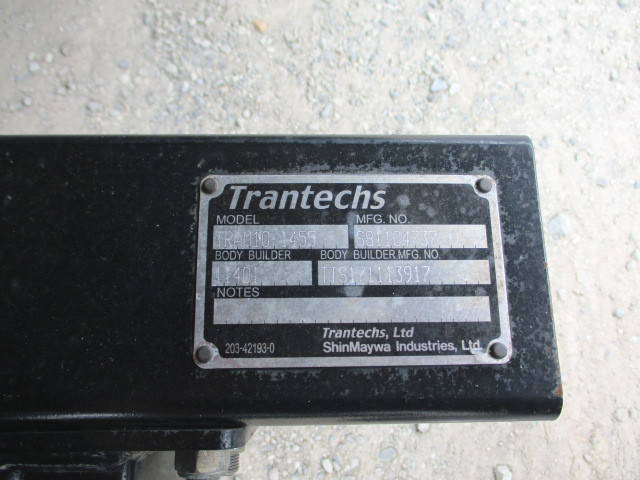 Trantechs
MODEL MFG. NO.
BODY BUILDER BODY BUILDER MFG. NO.
L1401
NOTES
Trantechs, Ltd
203-42193-0 ShinMaywa Industries, Ltd.